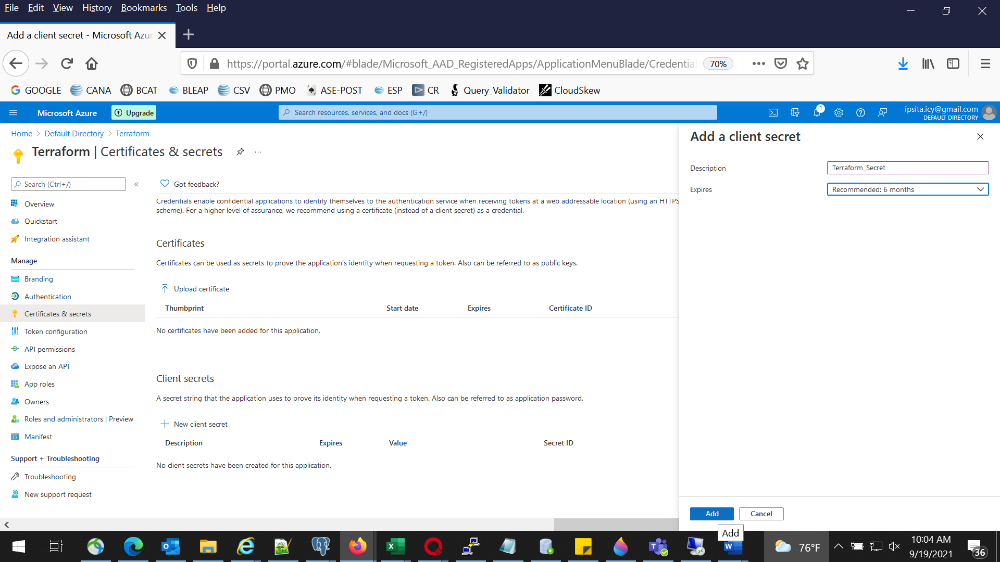 File Edit View History Bookmarks Tools Help
Add a client secret - Microsoft Azur
https://portal.azure.com/#blade/Microsoft_AAD_RegisteredApps/ApplicationMenuBlade/Credentia
70%
GOOGLE CANA BCAT BLEAP CSV PMO ASE-POST ESP CR Query_Validator CloudSkew
Microsoft Azure
Upgrade
Search resources, services, and docs (G+/)
1
ipsita.icy@gmail.com
DEFAULT DIRECTORY
Home > Default Directory > Terraform
Terraform | Certificates & secrets
...
Search (Ctrl+/)
«
Overview
Quickstart
Integration assistant
Manage
Branding
Authentication
Certificates & secrets
Token configuration
API permissions
Expose an API
App roles
Owners
Roles and administrators | Preview
Manifest
Support + Troubleshooting
Troubleshooting
New support request
Got feedback?
Credentials enable confidential applications to identify themselves to the authentication service when receiving tokens at a web addressable location (using an HTTPS
scheme). For a higher level of assurance, we recommend using a certificate (instead of a client secret) as a credential.
Certificates
Certificates can be used as secrets to prove the application's identity when requesting a token. Also can be referred to as public keys.
Upload certificate
Thumbprint Start date Expires Certificate ID
No certificates have been added for this application.
Client secrets
A secret string that the application uses to prove its identity when requesting a token. Also can be referred to as application password.
New client secret
Description Expires Value Secret ID
No client secrets have been created for this application.
Add a client secret
Description Terraform_Secret
Expires Recommended: 6 months
Add Cancel
Add
76°F
10:04 AM
9/19/2021
36